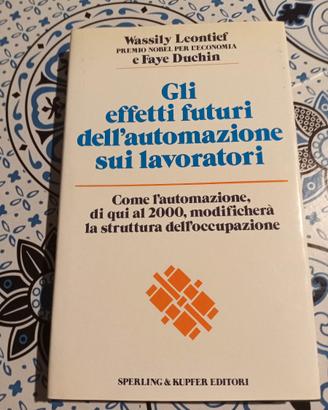 Wassily Leontief
PREMIO NOBEL PER L'ECONOMIA
e Faye Duchin
Gli
effetti futuri
dell'automazione
sui lavoratori
Come l'automazione,
di qui al 2000, modificherà
la struttura dell'occupazione
SPERLING & KUPFER EDITORI